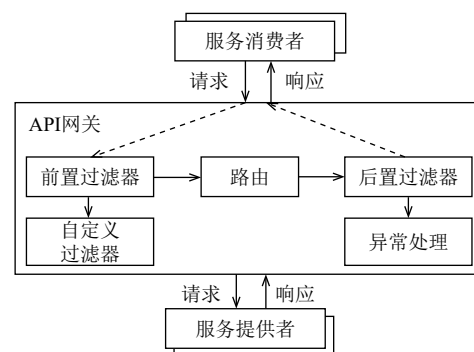 服务消费者
请求
响应
API网关
前置过滤器
路由
后置过滤器
自定义
过滤器
异常处理
请求
响应
服务提供者